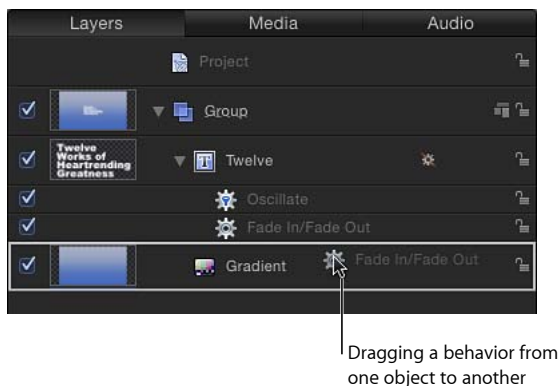 Layers Media Audio
Project
Group
Twelve
Works of
Heartrending
Greatness
Twelve
Oscillate
Fade In/Fade Out
Gradient Fade In/Fade Out
Dragging a behavior from
one object to another